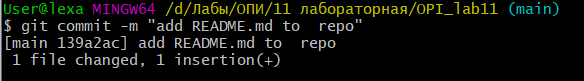 User@lexa MINGW64 /d/Лабы/ОПИ/11 лабораторная/OPI_lab11 (main)
$ git commit -m "add README.md to  repo"
[main 139a2ac] add README.md to  repo
 1 file changed, 1 insertion(+)